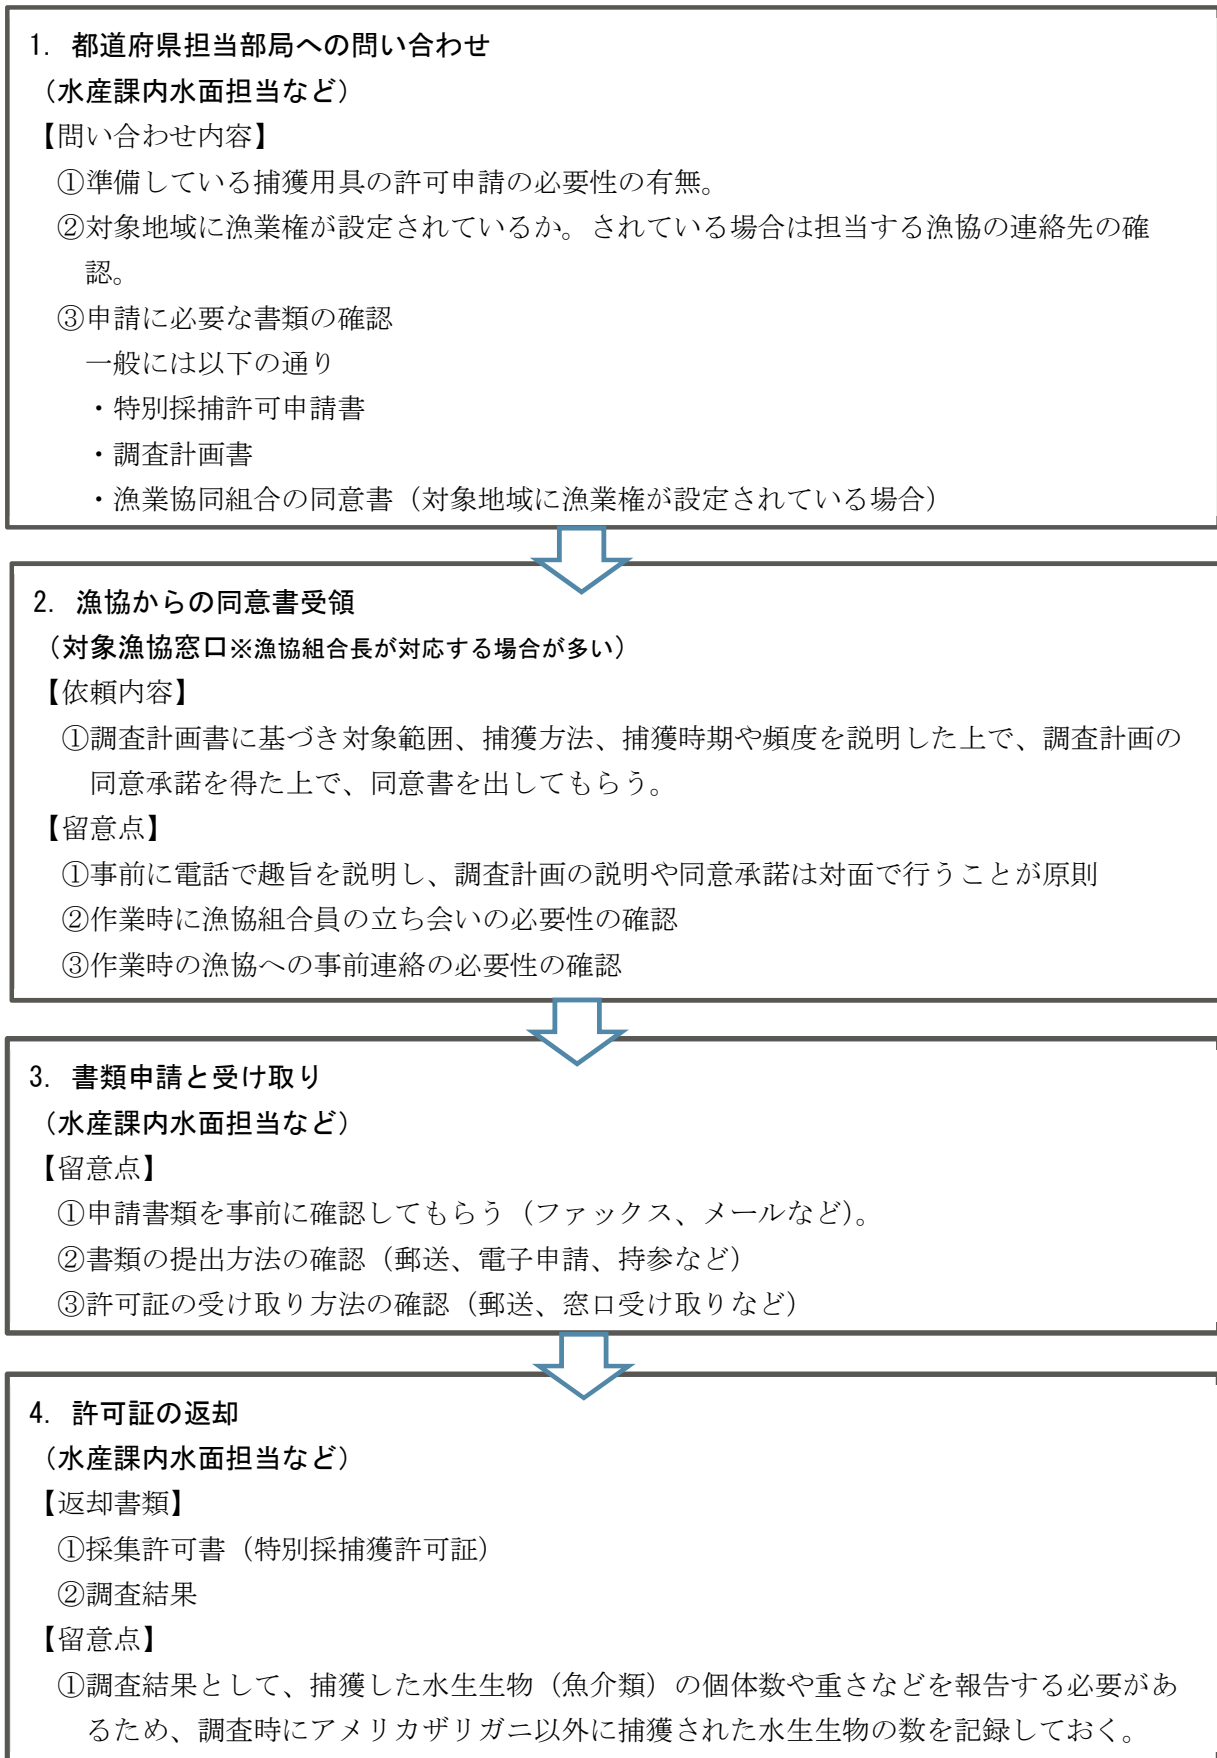 1. 都道府県担当部局への問い合わせ
（水産課内水面担当など）
【問い合わせ内容】
①準備している捕獲用具の許可申請の必要性の有無。
②対象地域に漁業権が設定されているか。されている場合は担当する漁協の連絡先の確
認。
③申請に必要な書類の確認
一般には以下の通り
・特別採捕許可申請書
・調査計画書
・漁業協同組合の同意書（対象地域に漁業権が設定されている場合）
2. 漁協からの同意書受領
（対象漁協窓口※漁協組合長が対応する場合が多い）
【依頼内容】
①調査計画書に基づき対象範囲、捕獲方法、捕獲時期や頻度を説明した上で、調査計画の
同意承諾を得た上で、同意書を出してもらう。
【留意点】
①事前に電話で趣旨を説明し、調査計画の説明や同意承諾は対面で行うことが原則
②作業時に漁協組合員の立ち会いの必要性の確認
③作業時の漁協への事前連絡の必要性の確認
3. 書類申請と受け取り
（水産課内水面担当など）
【留意点】
①申請書類を事前に確認してもらう（ファックス、メールなど）。
②書類の提出方法の確認（郵送、電子申請、持参など）
③許可証の受け取り方法の確認（郵送、窓口受け取りなど）
4. 許可証の返却
（水産課内水面担当など）
【返却書類】
①採集許可書（特別採捕獲許可証）
②調査結果
【留意点】
①調査結果として、捕獲した水生生物（魚介類）の個体数や重さなどを報告する必要があ
るため、調査時にアメリカザリガニ以外に捕獲された水生生物の数を記録しておく。